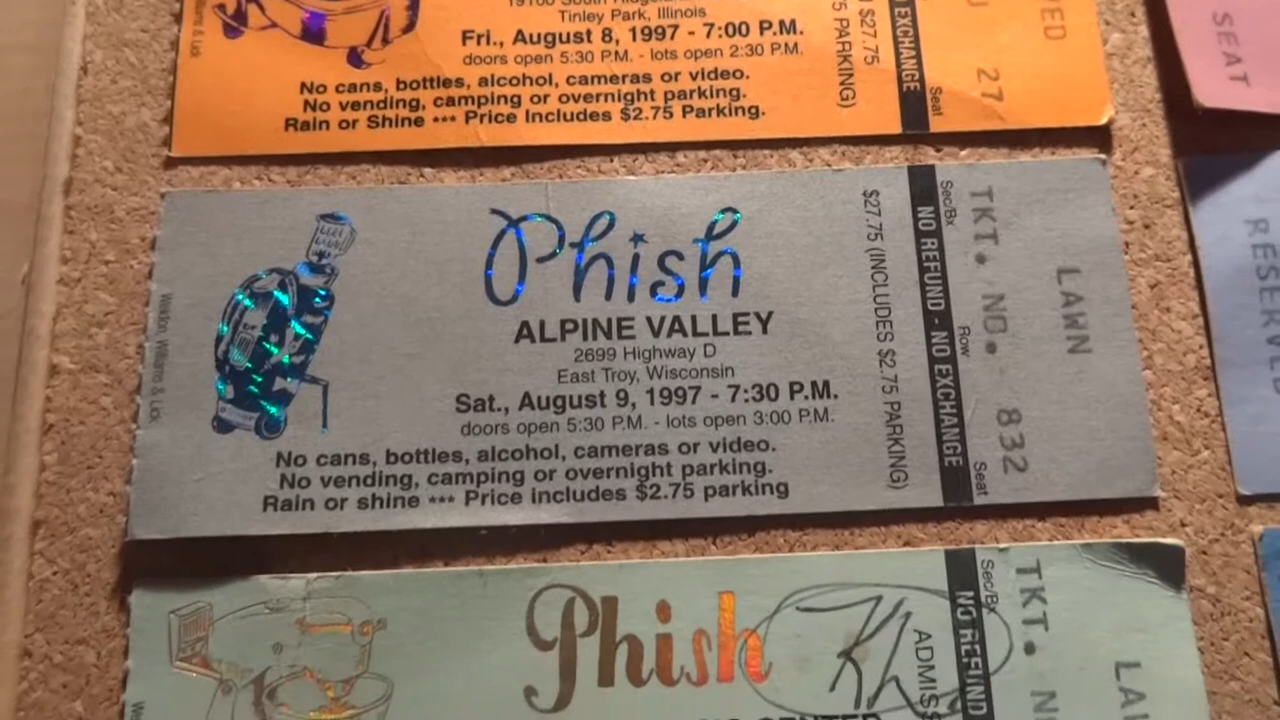 Tinley Park, Illinois
Fri., August 8, 1997 - 7:00 P.M.
doors open 5:30 P.M. - lots open 2:30 P.M.
No cans, bottles, alcohol, cameras or video.
No vending, camping or overnight parking.
Rain or Shine *** Price Includes $2.75 Parking.
$27.75
PARKING)
EXCHANGE
Seat
27
SEAT
Weldon, Williams & Lick
Phish
ALPINE VALLEY
2699 Highway D
East Troy, Wisconsin
Sat., August 9, 1997 - 7:30 P.M.
doors open 5:30 P.M. - lots open 3:00 P.M.
No cans, bottles, alcohol, cameras or video.
No vending, camping or overnight parking.
Rain or shine *** Price includes $2.75 parking
$27.75 (INCLUDES $2.75 PARKING)
NO REFUND - NO EXCHANGE
Sec/Bx Row Seat
TKT. NO. 832
LAWN
RESERVED
Phish
NO REFUND
Sec/Bx
TKT.